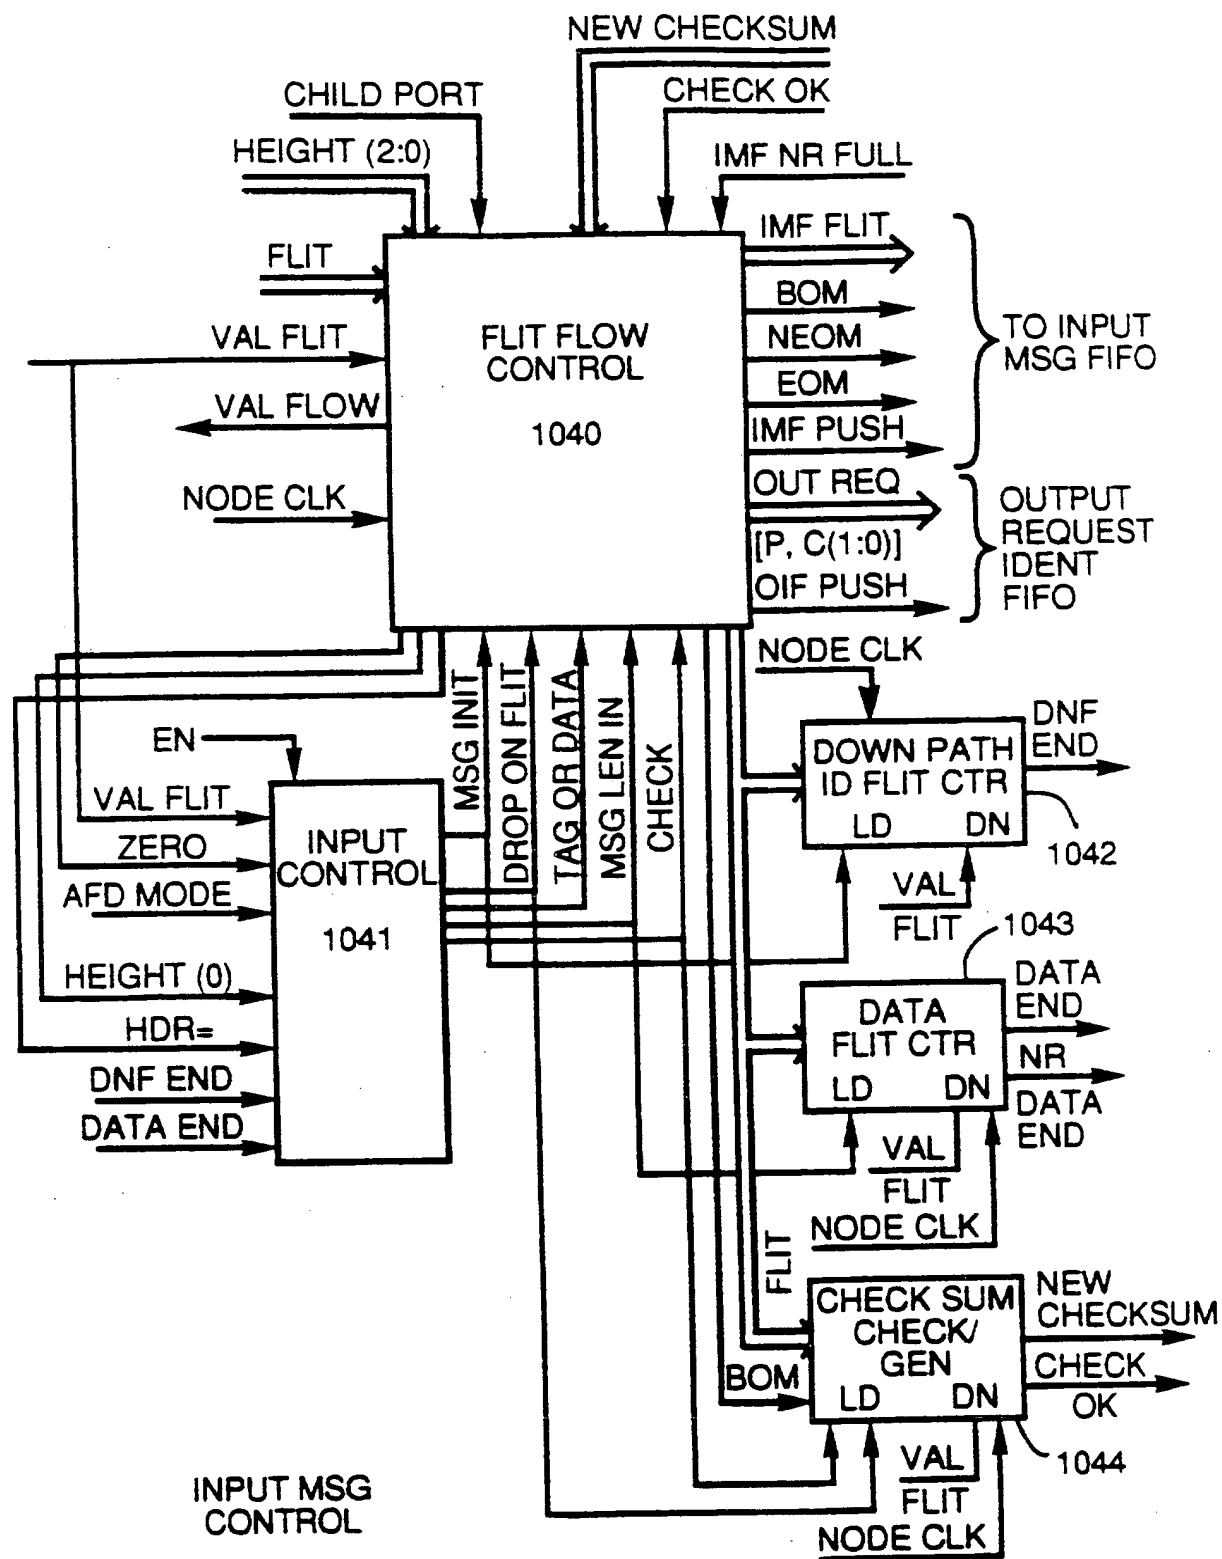 NEW CHECKSUM
CHILD PORT
CHECK OK
HEIGHT (2:0)
IMF NR FULL
FLIT
IMF FLIT
VAL FLIT
BOM
FLIT FLOW
CONTROL
1040
NEOM
EOM
TO INPUT
MSG FIFO
VAL FLOW
IMF PUSH
NODE CLK
OUT REQ
[P, C(1:0)]
OIF PUSH
OUTPUT
REQUEST
IDENT
FIFO
MSG INIT
DROP ON FLIT
TAG OR DATA
MSG LEN IN
CHECK
NODE CLK
EN
DOWN PATH
ID FLIT CTR
LD DN
DNF
END
1042
VAL
FLIT
VAL FLIT
ZERO
AFD MODE
HEIGHT (0)
HDR=
DNF END
DATA END
INPUT
CONTROL
1041
1043
DATA
FLIT CTR
LD DN
DATA
END
NR
DATA
END
VAL
FLIT
NODE CLK
FLIT
CHECK SUM
CHECK/
GEN
LD DN
BOM
NEW
CHECKSUM
CHECK
OK
VAL
FLIT
NODE CLK
1044
INPUT MSG
CONTROL